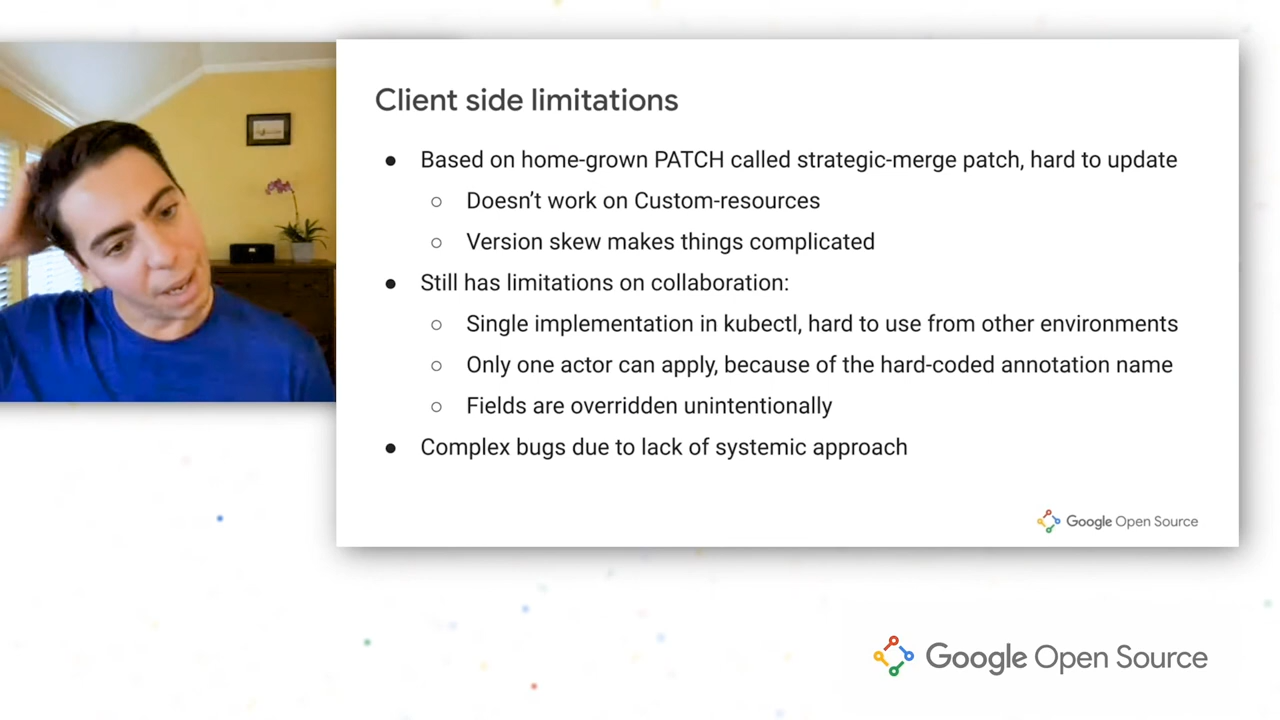 Client side limitations
● Based on home-grown PATCH called strategic-merge patch, hard to update
○ Doesn’t work on Custom-resources
○ Version skew makes things complicated
● Still has limitations on collaboration:
○ Single implementation in kubectl, hard to use from other environments
○ Only one actor can apply, because of the hard-coded annotation name
○ Fields are overridden unintentionally
● Complex bugs due to lack of systemic approach
Google Open Source
Google Open Source